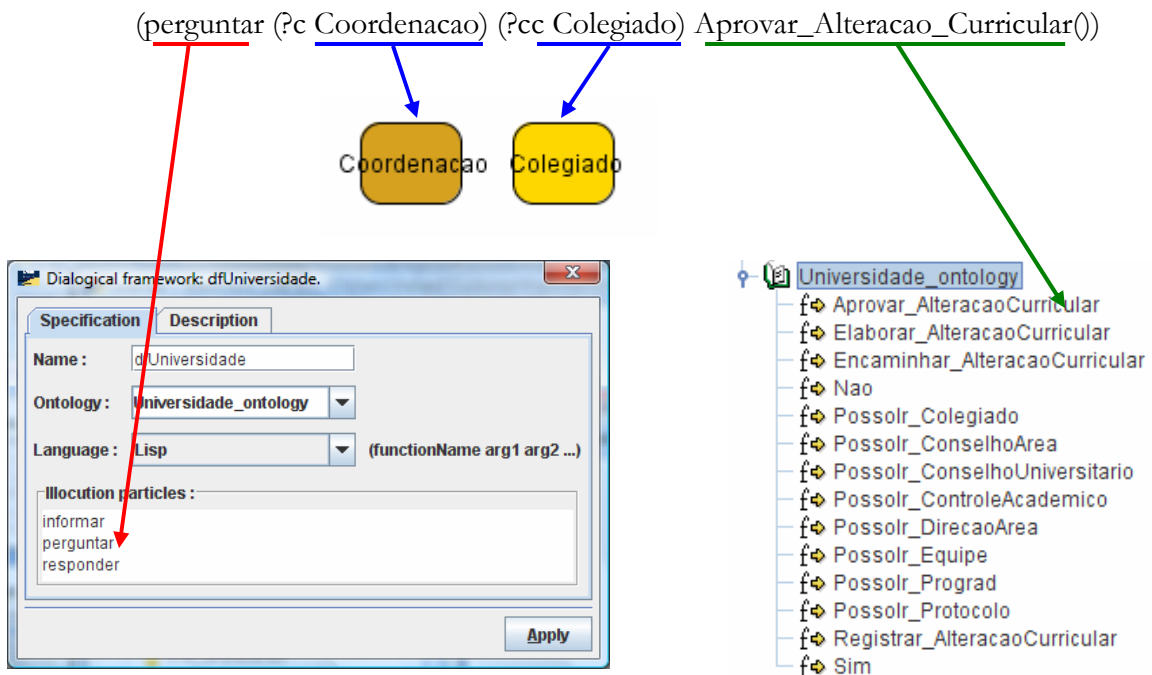 (perguntar (?c Coordenacao) (?cc Colegiado) Aprovar_Alteracao_Curricular())
Coordenacao
Colegiado
Dialogical framework: dfUniversidade.
Specification
Description
Name :
dfUniversidade
Ontology :
Universidade_ontology
Language :
Lisp
(functionName arg1 arg2 ...)
Illocution particles :
informar
perguntar
responder
Apply
Universidade_ontology
Aprovar_AlteracaoCurricular
Elaborar_AlteracaoCurricular
Encaminhar_AlteracaoCurricular
Nao
PossoIr_Colegiado
PossoIr_ConselhoArea
PossoIr_ConselhoUniversitario
PossoIr_ControleAcademico
PossoIr_DirecaoArea
PossoIr_Equipe
PossoIr_Prograd
PossoIr_Protocolo
Registrar_AlteracaoCurricular
Sim